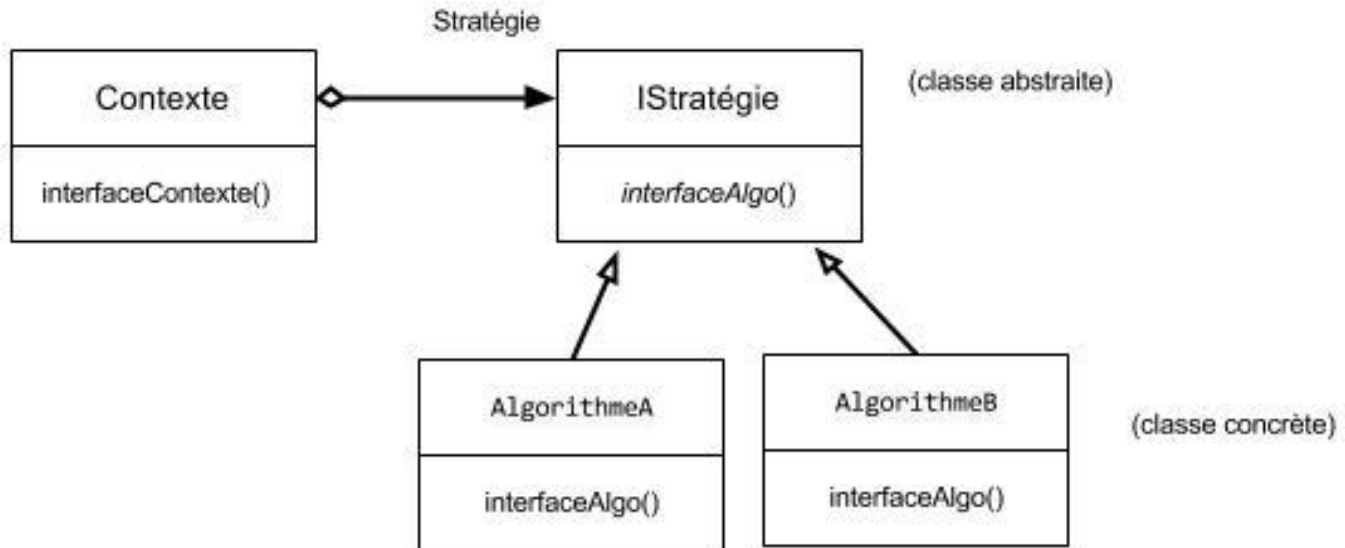 Stratégie
Contexte
IStratégie
(classe abstraite)
interfaceContexte()
interfaceAlgo()
AlgorithmeA
AlgorithmeB
(classe concrète)
interfaceAlgo()
interfaceAlgo()